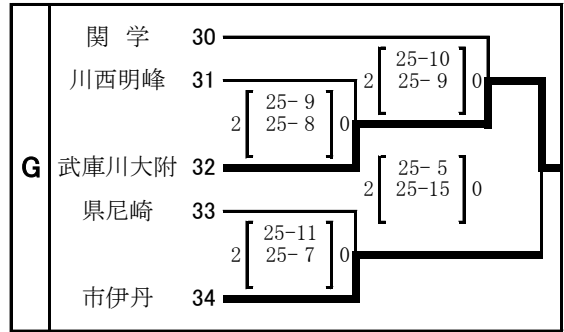 関 学 30
25-10
川西明峰 31 2 25- 9 0
25- 9
2 25- 8 0
G 武庫川大附 32
25- 5
2 25-15 0
県尼崎 33
25-11
2 25- 7 0
市伊丹 34